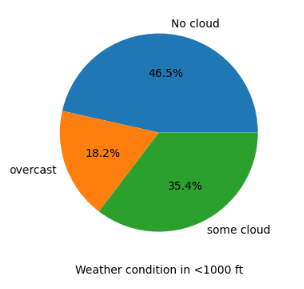 No cloud
46.5%
18.2%
overcast
35.4%
some cloud
Weather condition in <1000 ft